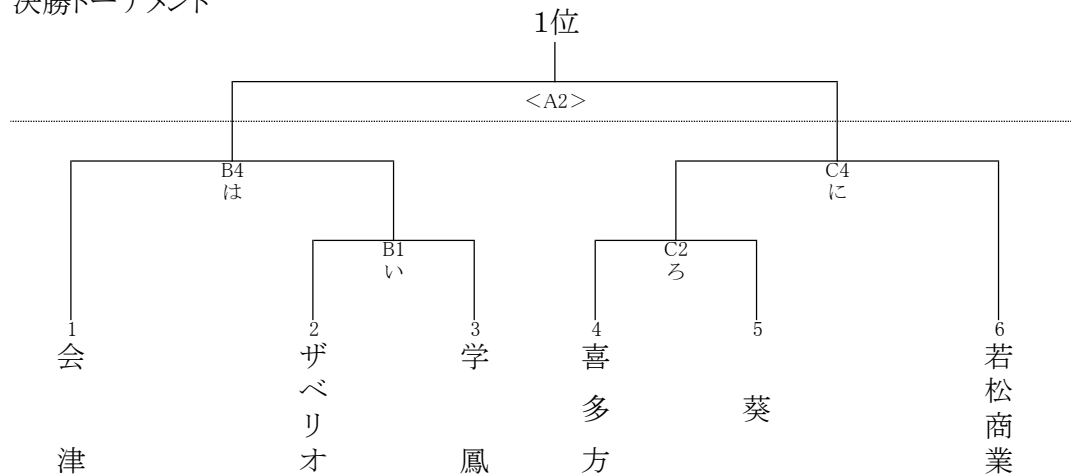 決勝トーナメント
1位
<A2>
B4
は
C4
に
B1
い
C2
ろ
1
会津
2
ザベリオ
3
学鳳
4
喜多方
5
葵
6
若松商業